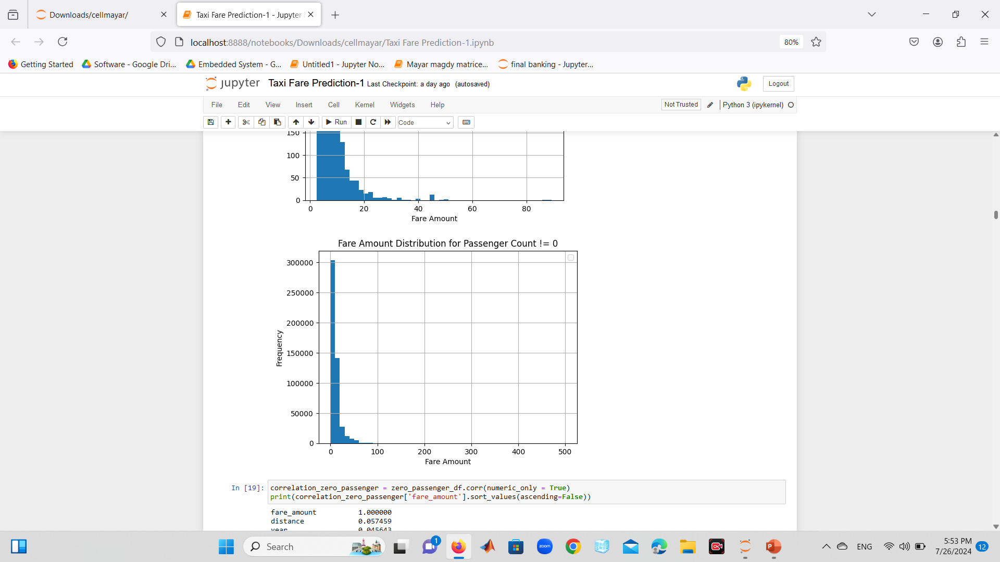 Downloads/cellmayar/
Taxi Fare Prediction-1 - Jupyter
localhost:8888/notebooks/Downloads/cellmayar/Taxi Fare Prediction-1.ipynb
80%
Getting Started
Software - Google Dri...
Embedded System - G...
Untitled1 - Jupyter No...
Mayar magdy matrice...
final banking - Jupyter...
jupyter
Taxi Fare Prediction-1 Last Checkpoint: a day ago (autosaved)
Logout
File Edit View Insert Cell Kernel Widgets Help
Not Trusted
Python 3 (ipykernel)
Run
Code
150
100
50
0
0 20 40 60 80
Fare Amount
Fare Amount Distribution for Passenger Count != 0
300000
250000
200000
150000
100000
50000
0
Frequency
0 100 200 300 400 500
Fare Amount
In [19]:
correlation_zero_passenger = zero_passenger_df.corr(numeric_only = True)
print(correlation_zero_passenger['fare_amount'].sort_values(ascending=False))
fare_amount 1.000000
distance 0.057459
year 0.045643
Search
1
zoom
ENG
5:53 PM
7/26/2024
12